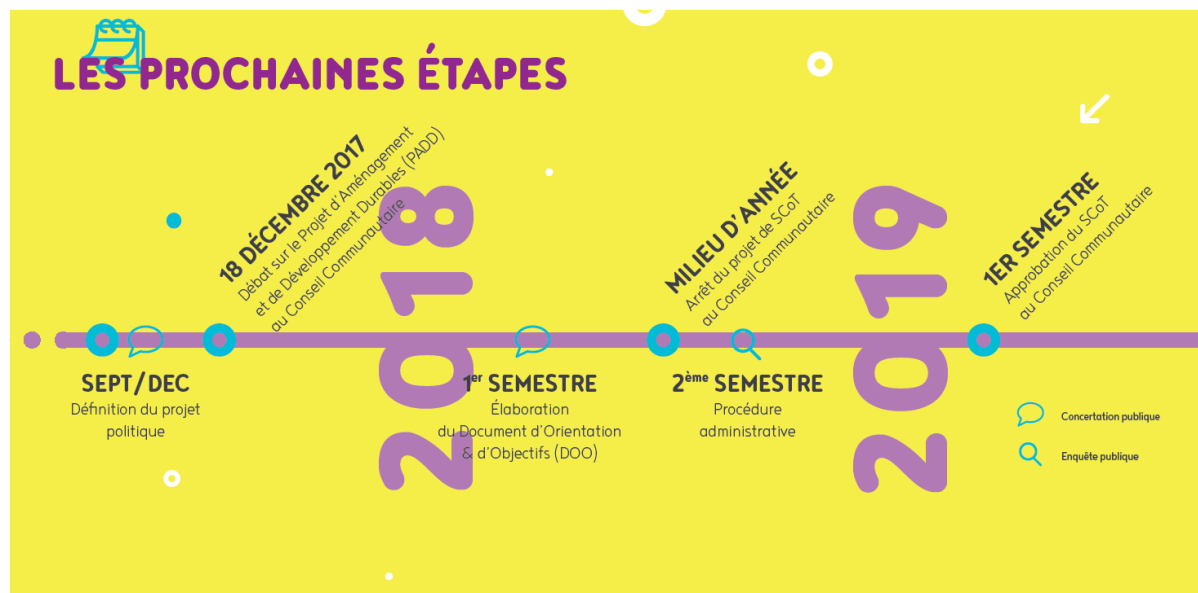 LES PROCHAINES ÉTAPES
18 DÉCEMBRE 2017
Débat sur le Projet d'Aménagement
et de Développement Durables (PADD)
au Conseil Communautaire
2018
MILIEU D'ANNÉE
Arrêt du projet de SCoT
au Conseil Communautaire
2019
1ER SEMESTRE
Approbation du SCoT
au Conseil Communautaire
SEPT/DEC
Définition du projet
politique
1er SEMESTRE
Élaboration
du Document d'Orientation
& d'Objectifs (DOO)
2ème SEMESTRE
Procédure
administrative
Concertation publique
Enquête publique